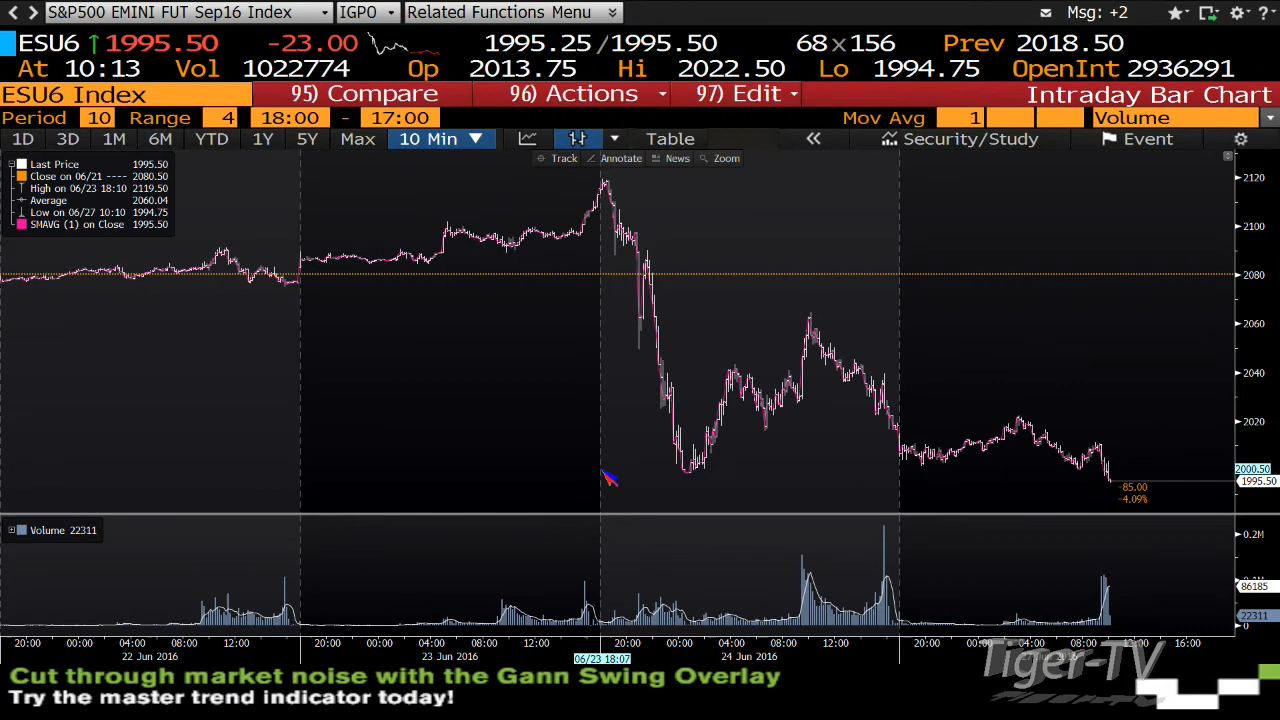 S&P500 EMINI FUT Sep16 Index IGPO Related Functions Menu Msg: +2
ESU6 ↑1995.50 -23.00 1995.25/1995.50 68x156 Prev 2018.50
At 10:13 Vol 1022774 Op 2013.75 Hi 2022.50 Lo 1994.75 OpenInt 2936291
ESU6 Index 95) Compare 96) Actions 97) Edit Intraday Bar Chart
Period 10 Range 4 18:00 - 17:00 Mov Avg 1 Volume
1D 3D 1M 6M YTD 1Y 5Y Max 10 Min ▼ Table « Security/Study Event
Track Annotate News Zoom
Last Price 1995.50
Close on 06/21 ---- 2080.50
High on 06/23 18:10 2119.50
Average 2060.04
Low on 06/27 10:10 1994.75
SMAVG (1) on Close 1995.50
2120
2100
2080
2060
2040
2020
2000.50
1995.50
-85.00
-4.09%
Volume 22311
0.2M
86185
22311
0
20:00 00:00 04:00 08:00 12:00 20:00 00:00 04:00 08:00 12:00 20:00 00:00 04:00 08:00 12:00 20:00 00:00 04:00 08:00 12:00 16:00
22 Jun 2016 23 Jun 2016 06/23 18:07 24 Jun 2016 27 Jun 2016
Tiger-TV
Cut through market noise with the Gann Swing Overlay
Try the master trend indicator today!